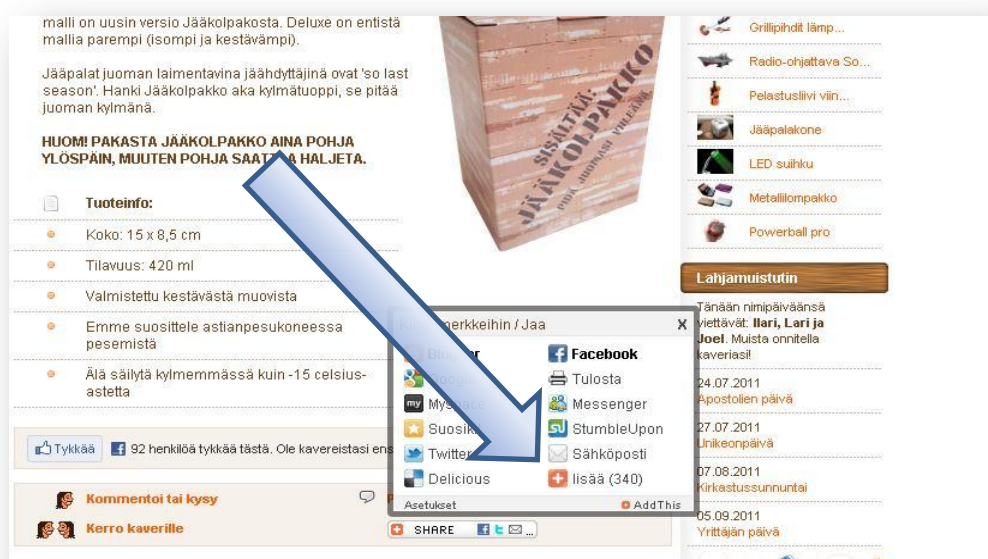 malli on uusin versio Jääkolpakosta. Deluxe on entistä
mallia parempi (isompi ja kestävämpi).
Jääpalat juoman laimentavina jäähdyttäjinä ovat 'so last
season'. Hanki Jääkolpakko aka kylmätuoppi, se pitää
juoman kylmänä.
HUOM! PAKASTA JÄÄKOLPAKKO AINA POHJA
YLÖSPÄIN, MUUTEN POHJA HALJETA.
Tuoteinfo:
Koko: 15 x 8,5 cm
Tilavuus: 420 ml
Valmistettu kestävästä muovista
Emme suosittele astianpesukoneessa
pesemistä
Älä säilytä kylmemmässä kuin -15 celsius-
astetta
Tykkää
92 henkilöä tykkää tästä. Ole kavereistasi
Kommentoi tai kysy
Kerro kaverille
SISÄLTÄÄ:
JÄÄKOLPAKKO
PIDÄ JUOMASI VIILEÄNÄ
/ Jaa X
Facebook
Tulosta
Messenger
Suosik
StumbleUpon
Twitter
Sähköposti
Delicious
lisää (340)
Asetukset
AddThis
SHARE ...
Grillipihdit lämp...
Radio-ohjattava So...
Pelastusliivi viin...
Jääpalakone
LED suihku
Metallilompakko
Powerball pro
Lahjamuistutin
Tänään nimipäiväänsä
viettävät: Ilari, Lari ja
Joel. Muista onnitella
kaveriasi!
24.07.2011
Apostolien päivä
27.07.2011
Unikeonpäivä
07.08.2011
Kirkastussunnuntai
05.09.2011
Yrittäjän päivä